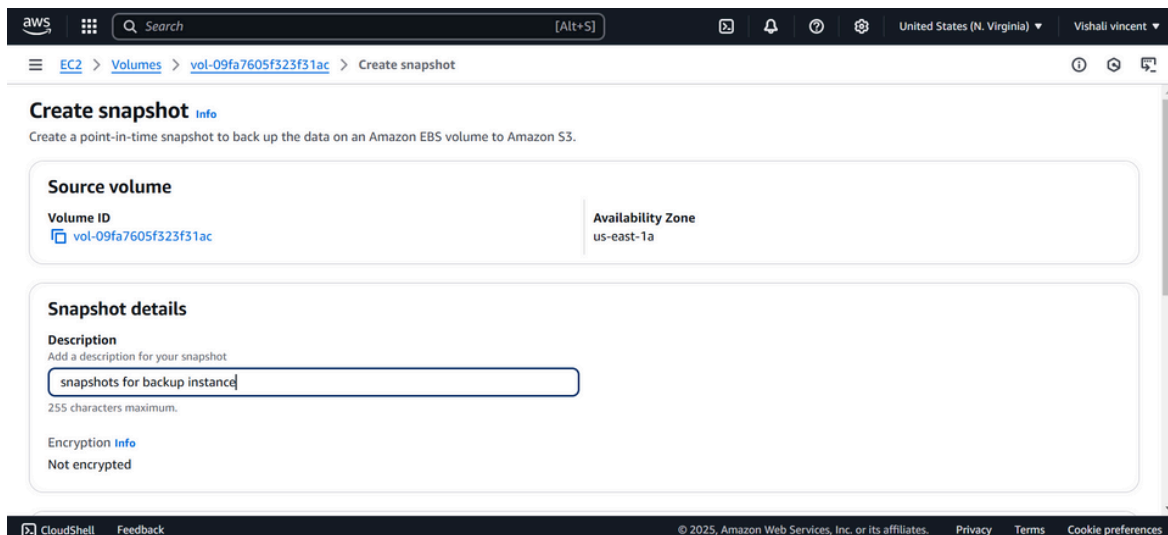 aws Search [Alt+S] United States (N. Virginia) ▼ Vishali vincent ▼
EC2 > Volumes > vol-09fa7605f323f31ac > Create snapshot
Create snapshot Info
Create a point-in-time snapshot to back up the data on an Amazon EBS volume to Amazon S3.
Source volume
Volume ID
vol-09fa7605f323f31ac
Availability Zone
us-east-1a
Snapshot details
Description
Add a description for your snapshot
snapshots for backup instance
255 characters maximum.
Encryption Info
Not encrypted
CloudShell Feedback © 2025, Amazon Web Services, Inc. or its affiliates. Privacy Terms Cookie preferences